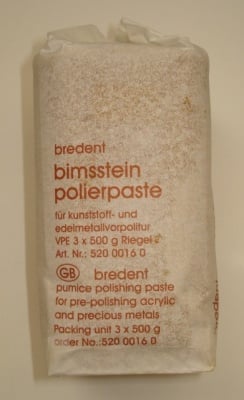 bredent
bimsstein
polierpaste
für kunststoff- und
edelmetallvorpolitur
VPE 3 x 500 g Riegel
Art. Nr.: 520 0016 0
GB bredent
pumice polishing paste
for pre-polishing acrylic
and precious metals
Packing unit 3 x 500 g
order No.:520 0016 0
bredent